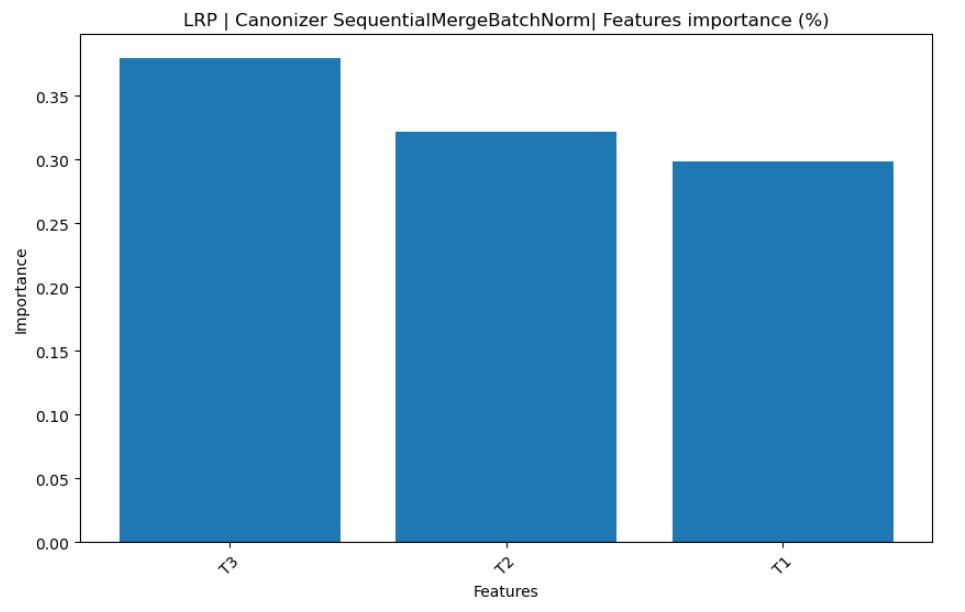 LRP | Canonizer SequentialMergeBatchNorm| Features importance (%)
Importance
0.35
0.30
0.25
0.20
0.15
0.10
0.05
0.00
T3
T2
T1
Features